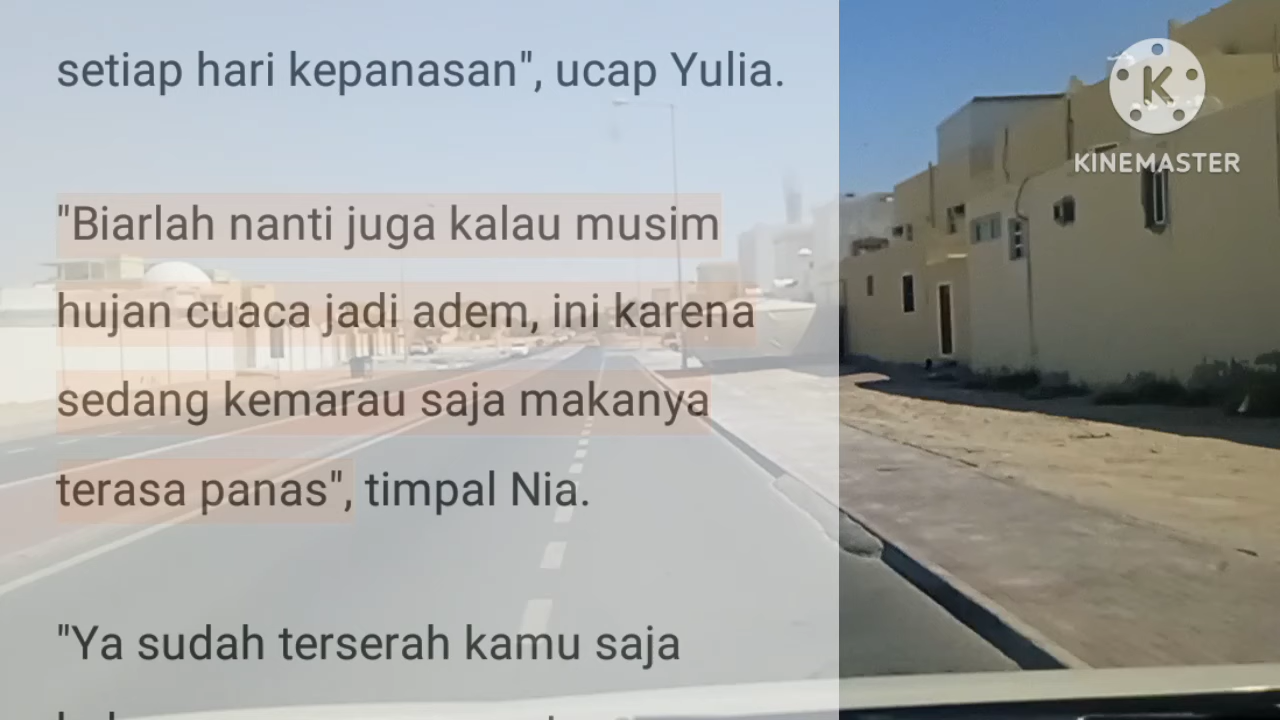 setiap hari kepanasan", ucap Yulia.
"Biarlah nanti juga kalau musim
hujan cuaca jadi adem, ini karena
sedang kemarau saja makanya
terasa panas", timpal Nia.
"Ya sudah terserah kamu saja
K
KINEMASTER